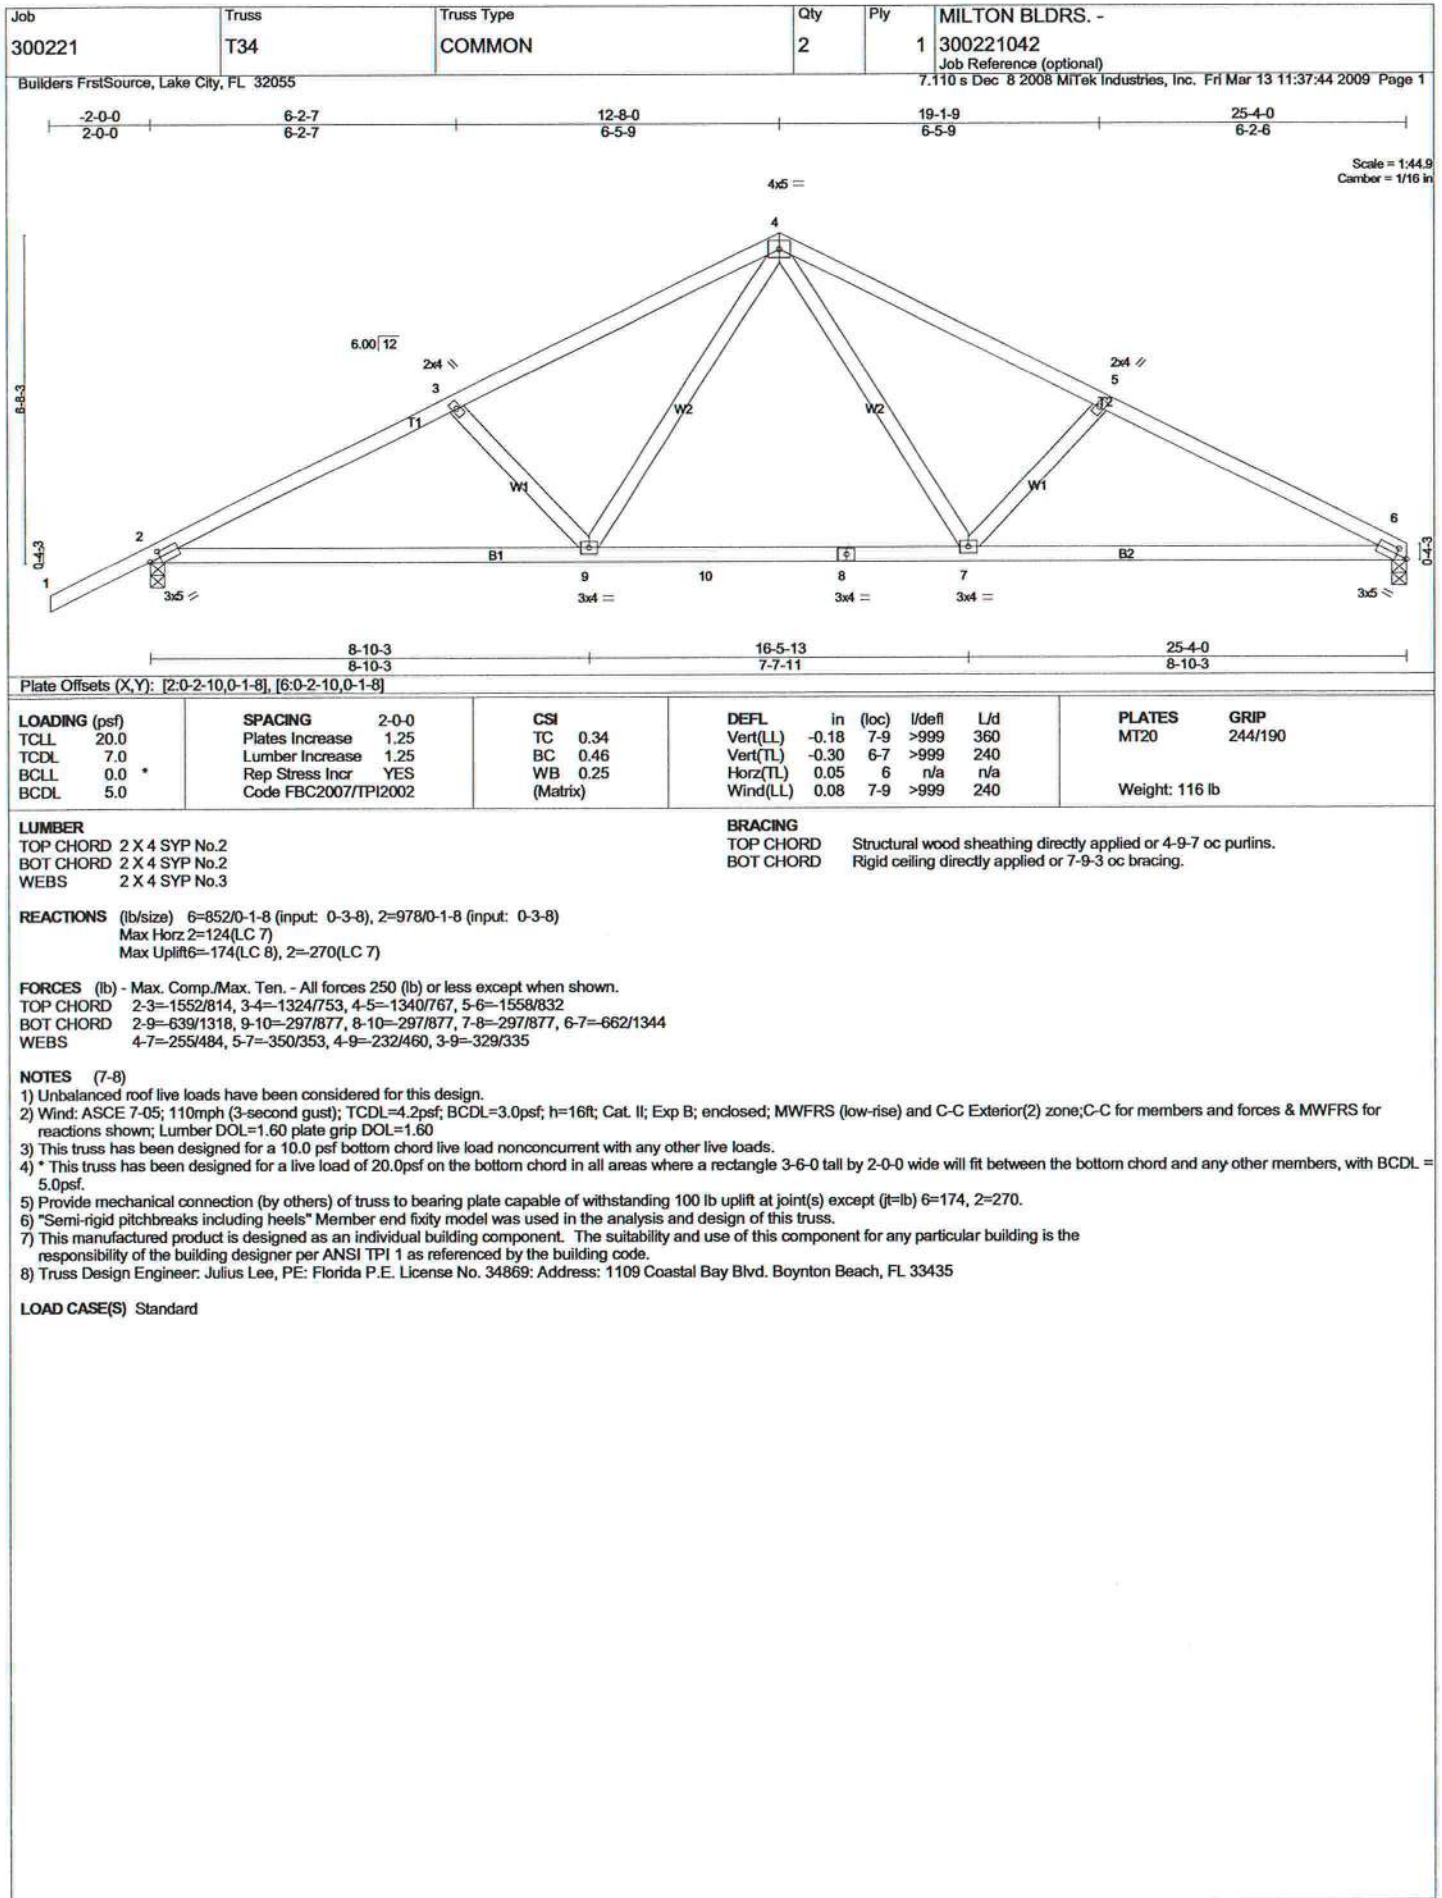 Job Truss Truss Type Qty Ply MILTON BLDRS. -
300221 T34 COMMON 2 1 300221042
Job Reference (optional)
Builders FrstSource, Lake City, FL 32055 7.110 s Dec 8 2008 MiTek Industries, Inc. Fri Mar 13 11:37:44 2009 Page 1
-2-0-0 6-2-7 12-8-0 19-1-9 25-4-0
2-0-0 6-2-7 6-5-9 6-5-9 6-2-6
Scale = 1:44.9
Camber = 1/16 in
4x5 =
4
6.00 12
2x4 \\
3
2x4 //
5
T1
T2
W2
W2
6-8-3
W1
W1
2
6
0-4-3
0-4-3
B1
B2
1
9 10 8 7
3x5 //
3x4 =
3x4 =
3x4 =
3x5 \\
8-10-3 16-5-13 25-4-0
8-10-3 7-7-11 8-10-3
Plate Offsets (X,Y): [2:0-2-10,0-1-8], [6:0-2-10,0-1-8]
LOADING (psf)
TCLL 20.0
TCDL 7.0
BCLL 0.0 *
BCDL 5.0
SPACING 2-0-0
Plates Increase 1.25
Lumber Increase 1.25
Rep Stress Incr YES
Code FBC2007/TPI2002
CSI
TC 0.34
BC 0.46
WB 0.25
(Matrix)
DEFL in (loc) l/defl L/d
Vert(LL) -0.18 7-9 >999 360
Vert(TL) -0.30 6-7 >999 240
Horz(TL) 0.05 6 n/a n/a
Wind(LL) 0.08 7-9 >999 240
PLATES GRIP
MT20 244/190
Weight: 116 lb
LUMBER
TOP CHORD 2 X 4 SYP No.2
BOT CHORD 2 X 4 SYP No.2
WEBS 2 X 4 SYP No.3
BRACING
TOP CHORD Structural wood sheathing directly applied or 4-9-7 oc purlins.
BOT CHORD Rigid ceiling directly applied or 7-9-3 oc bracing.
REACTIONS (lb/size) 6=852/0-1-8 (input: 0-3-8), 2=978/0-1-8 (input: 0-3-8)
Max Horz 2=124(LC 7)
Max Uplift6=-174(LC 8), 2=-270(LC 7)
FORCES (lb) - Max. Comp./Max. Ten. - All forces 250 (lb) or less except when shown.
TOP CHORD 2-3=-1552/814, 3-4=-1324/753, 4-5=-1340/767, 5-6=-1558/832
BOT CHORD 2-9=-639/1318, 9-10=-297/877, 8-10=-297/877, 7-8=-297/877, 6-7=-662/1344
WEBS 4-7=-255/484, 5-7=-350/353, 4-9=-232/460, 3-9=-329/335
NOTES (7-8)
1) Unbalanced roof live loads have been considered for this design.
2) Wind: ASCE 7-05; 110mph (3-second gust); TCDL=4.2psf; BCDL=3.0psf; h=16ft; Cat. II; Exp B; enclosed; MWFRS (low-rise) and C-C Exterior(2) zone;C-C for members and forces & MWFRS for
reactions shown; Lumber DOL=1.60 plate grip DOL=1.60
3) This truss has been designed for a 10.0 psf bottom chord live load nonconcurrent with any other live loads.
4) * This truss has been designed for a live load of 20.0psf on the bottom chord in all areas where a rectangle 3-6-0 tall by 2-0-0 wide will fit between the bottom chord and any other members, with BCDL =
5.0psf.
5) Provide mechanical connection (by others) of truss to bearing plate capable of withstanding 100 lb uplift at joint(s) except (jt=lb) 6=174, 2=270.
6) "Semi-rigid pitchbreaks including heels" Member end fixity model was used in the analysis and design of this truss.
7) This manufactured product is designed as an individual building component. The suitability and use of this component for any particular building is the
responsibility of the building designer per ANSI TPI 1 as referenced by the building code.
8) Truss Design Engineer: Julius Lee, PE: Florida P.E. License No. 34869: Address: 1109 Coastal Bay Blvd. Boynton Beach, FL 33435
LOAD CASE(S) Standard